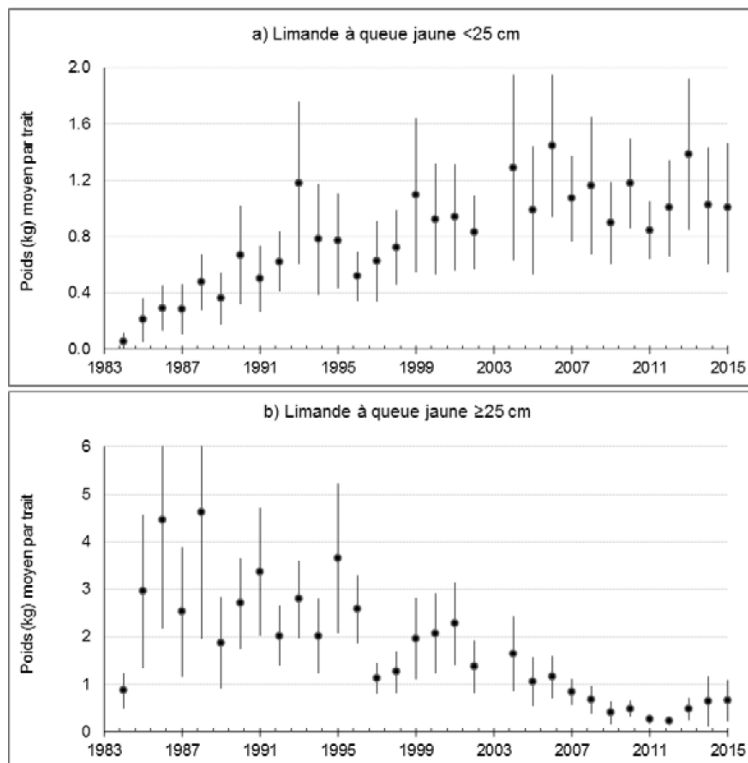 a) Limande à queue jaune <25 cm
Poids (kg) moyen par trait
2.0
1.6
1.2
0.8
0.4
0.0
1983 1987 1991 1995 1999 2003 2007 2011 2015
b) Limande à queue jaune ≥25 cm
Poids (kg) moyen par trait
6
5
4
3
2
1
0
1983 1987 1991 1995 1999 2003 2007 2011 2015